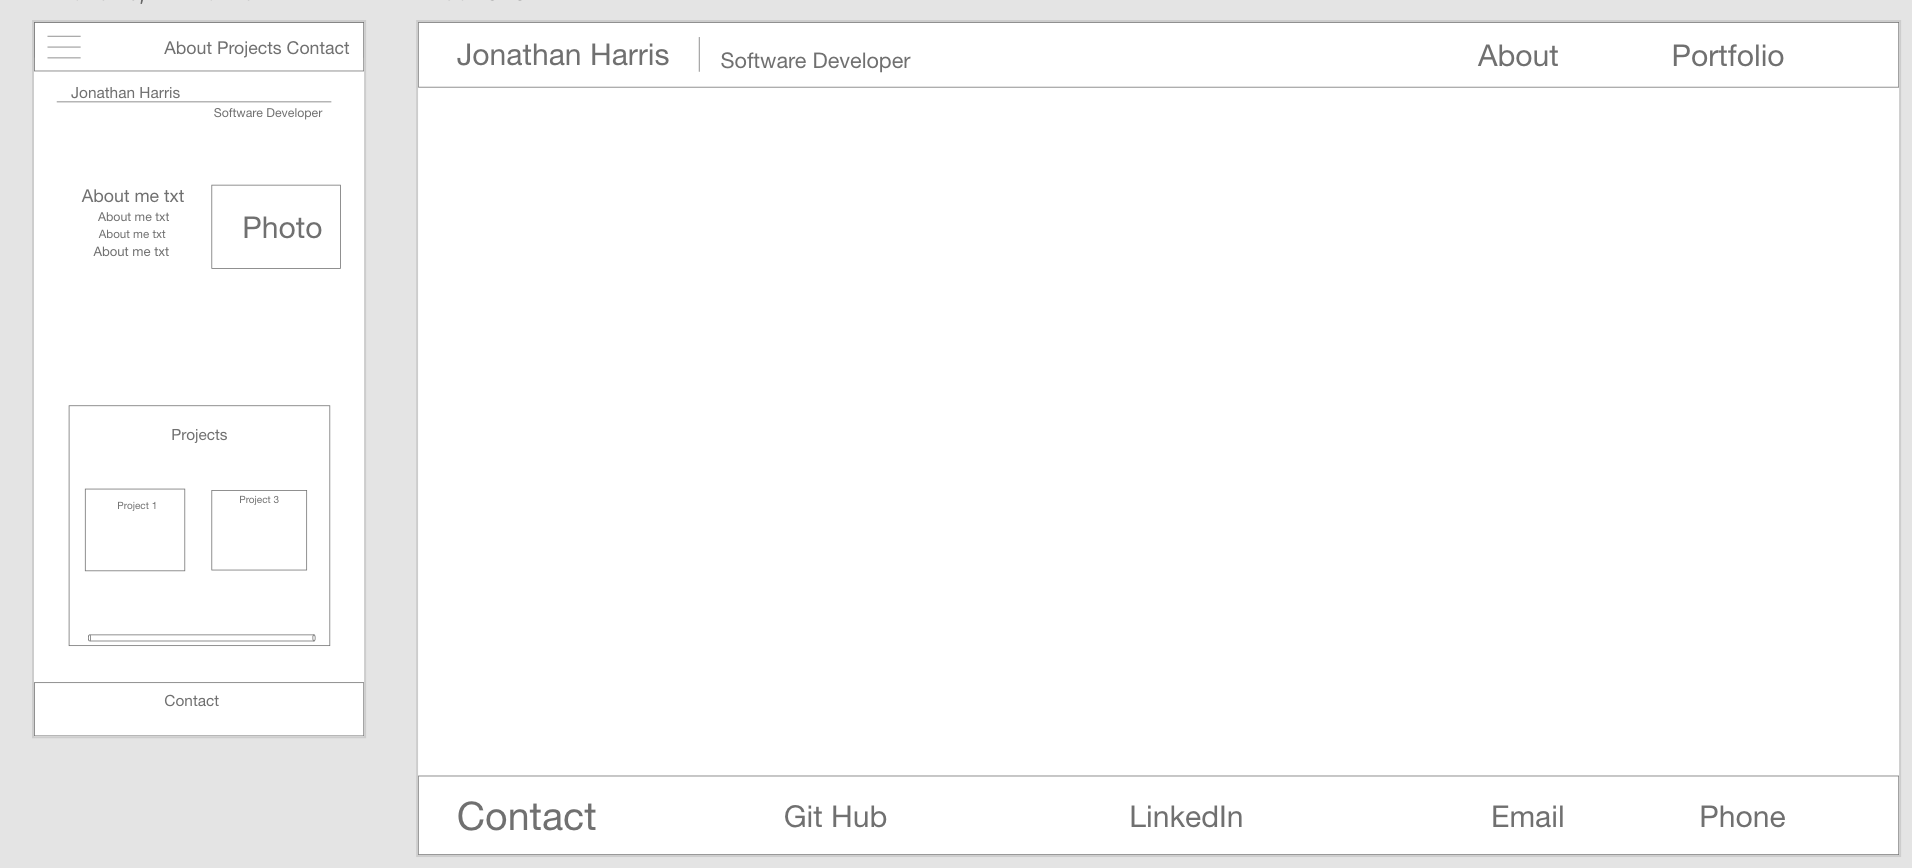 About Projects Contact
Jonathan Harris
Software Developer
About me txt
About me txt
About me txt
About me txt
Photo
Projects
Project 1
Project 3
Contact
Jonathan Harris
Software Developer
About
Portfolio
Contact
Git Hub
LinkedIn
Email
Phone